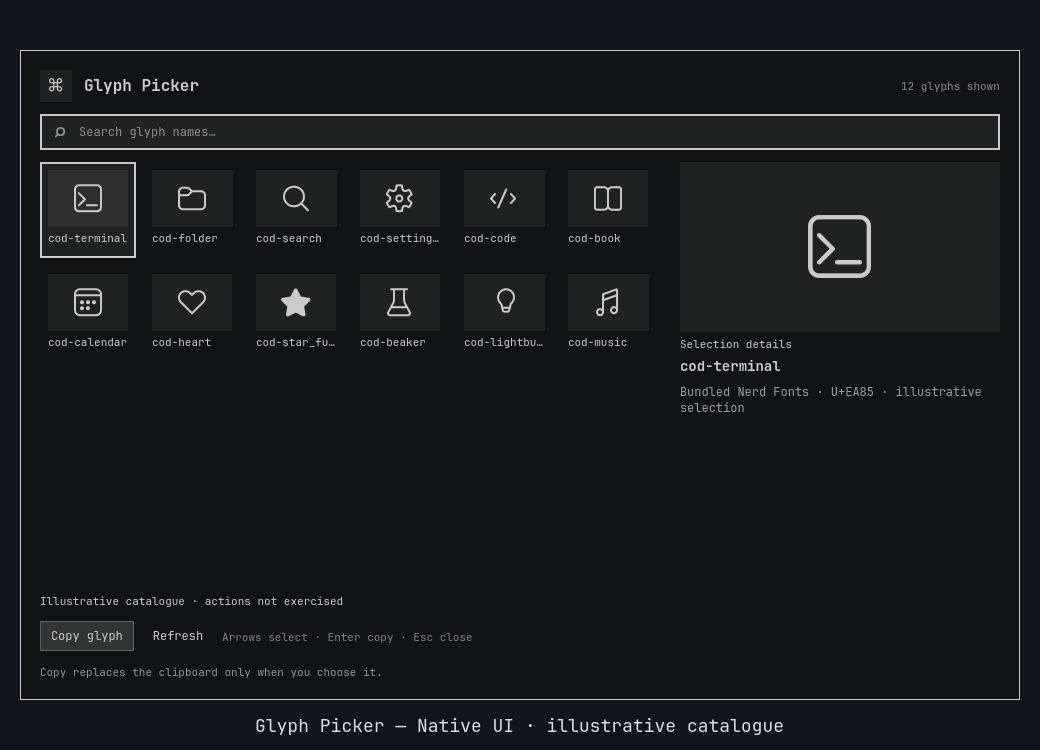 ⌘ Glyph Picker
12 glyphs shown
Search glyph names…
cod-terminal cod-folder cod-search cod-setting… cod-code cod-book
cod-calendar cod-heart cod-star_fu… cod-beaker cod-lightbu… cod-music
Selection details
cod-terminal
Bundled Nerd Fonts · U+EA85 · illustrative
selection
Illustrative catalogue · actions not exercised
Copy glyph Refresh Arrows select · Enter copy · Esc close
Copy replaces the clipboard only when you choose it.
Glyph Picker — Native UI · illustrative catalogue